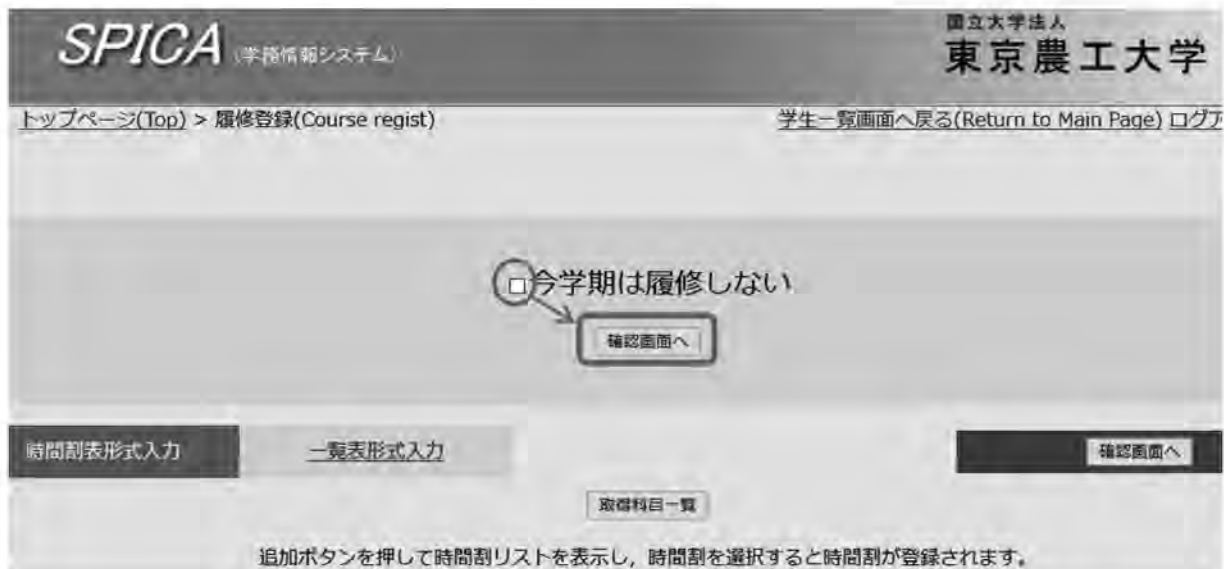 SPICA (学務情報システム)
国立大学法人
東京農工大学
トップページ(Top) > 履修登録(Course regist)
学生一覧画面へ戻る(Return to Main Page) ログア
今学期は履修しない
確認画面へ
時間割表形式入力
一覧表形式入力
確認画面へ
取得科目一覧
追加ボタンを押して時間割リストを表示し，時間割を選択すると時間割が登録されます。